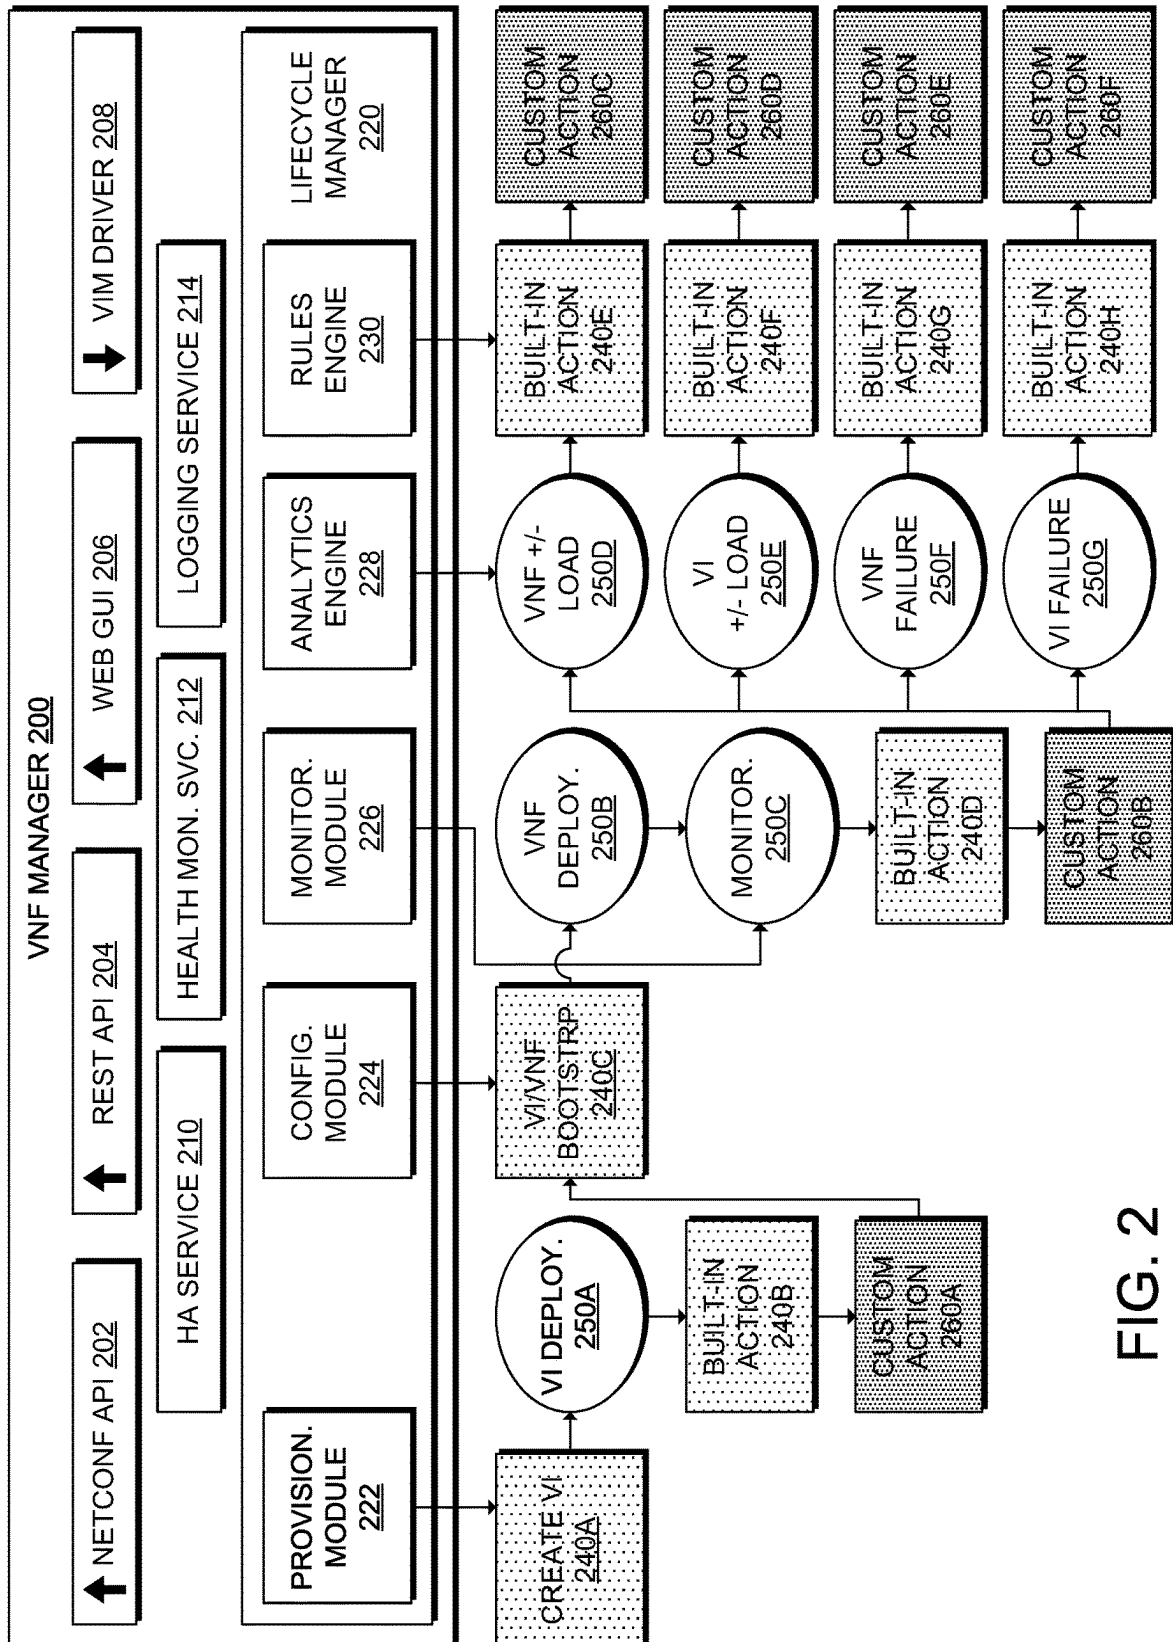 VNF MANAGER 200
NETCONF API 202
REST API 204
WEB GUI 206
VIM DRIVER 208
HA SERVICE 210
HEALTH MON. SVC. 212
LOGGING SERVICE 214
PROVISION.
MODULE
222
CONFIG.
MODULE
224
MONITOR.
MODULE
226
ANALYTICS
ENGINE
228
RULES
ENGINE
230
LIFECYCLE
MANAGER
220
CREATE VI
240A
VI DEPLOY.
250A
BUILT-IN
ACTION
240B
CUSTOM
ACTION
260A
VI/VNF
BOOTSTRP
240C
VNF
DEPLOY.
250B
MONITOR.
250C
BUILT-IN
ACTION
240D
CUSTOM
ACTION
260B
VNF +/-
LOAD
250D
BUILT-IN
ACTION
240E
CUSTOM
ACTION
260C
VI
+/- LOAD
250E
BUILT-IN
ACTION
240F
CUSTOM
ACTION
260D
VNF
FAILURE
250F
BUILT-IN
ACTION
240G
CUSTOM
ACTION
260E
VI FAILURE
250G
BUILT-IN
ACTION
240H
CUSTOM
ACTION
260F
FIG. 2